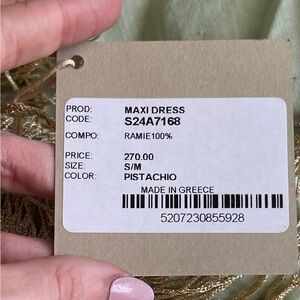 PROD: MAXI DRESS
CODE: S24A7168
COMPO: RAMIE100%
PRICE: 270.00
SIZE: S/M
COLOR: PISTACHIO
MADE IN GREECE
5207230855928